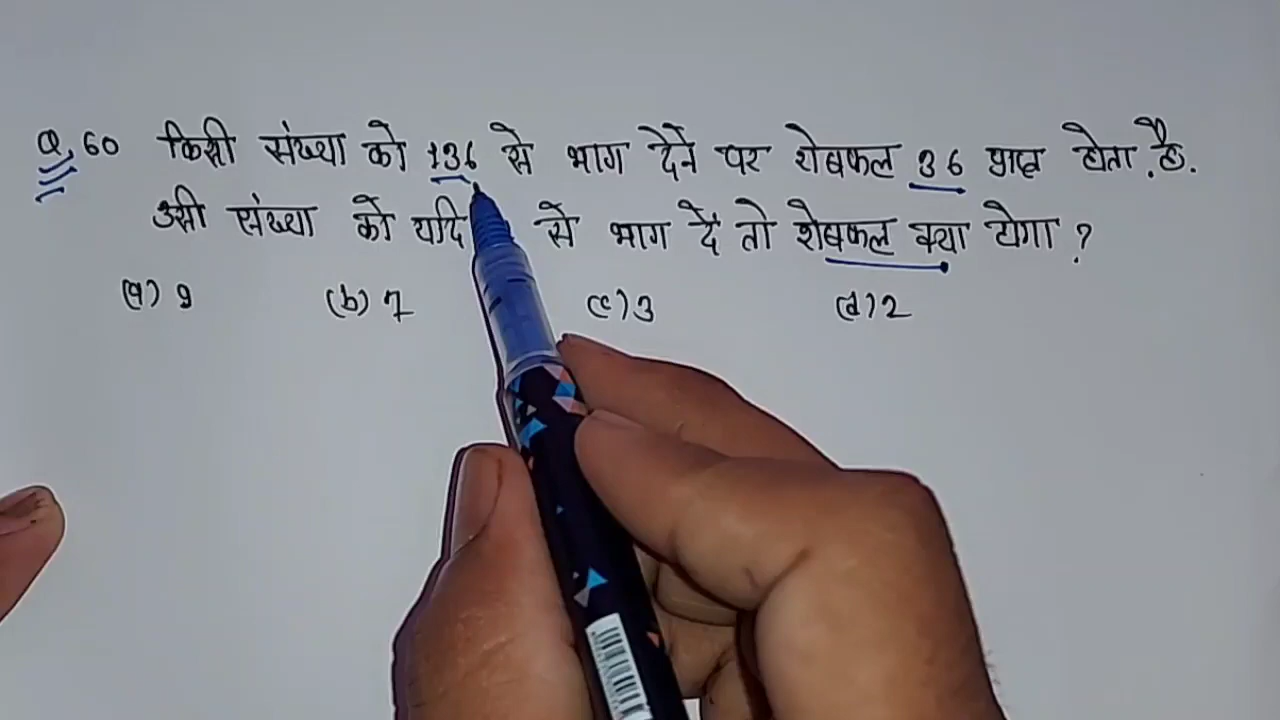 Q.60 किसी संख्या को 136 से भाग देने पर शेषफल 36 प्राप्त होता है.
उसी संख्या को यदि से भाग दें तो शेषफल क्या होगा ?
(a) 9 (b) 7 (c) 3 (d) 2